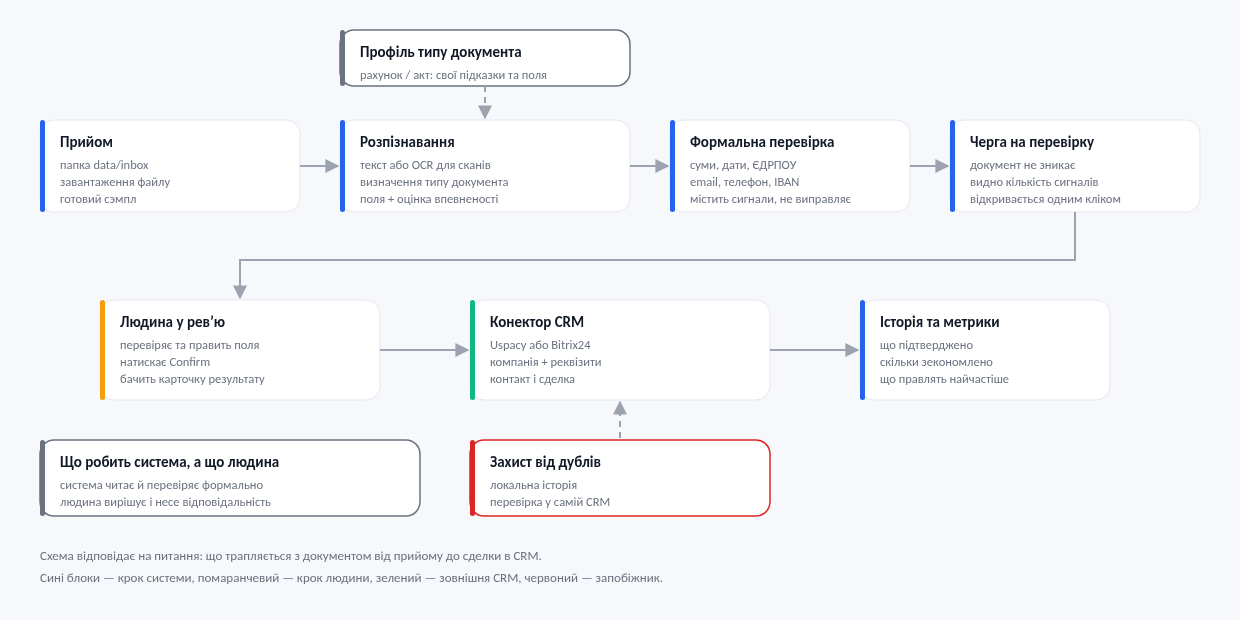 Профіль типу документа
рахунок / акт: свої підказки та поля
Прийом
папка data/inbox
завантаження файлу
готовий сэмпл
Розпізнавання
текст або OCR для сканів
визначення типу документа
поля + оцінка впевненості
Формальна перевірка
суми, дати, ЄДРПОУ
email, телефон, IBAN
містить сигнали, не виправляє
Черга на перевірку
документ не зникає
видно кількість сигналів
відкривається одним кліком
Людина у рев’ю
перевіряє та править поля
натискає Confirm
бачить карточку результату
Конектор CRM
Uspacy або Bitrix24
компанія + реквізити
контакт і сделка
Історія та метрики
що підтверджено
скільки зекономлено
що правлять найчастіше
Що робить система, а що людина
система читає й перевіряє формально
людина вирішує і несе відповідальність
Захист від дублів
локальна історія
перевірка у самій CRM
Схема відповідає на питання: що трапляється з документом від прийому до сделки в CRM.
Сині блоки — крок системи, помаранчевий — крок людини, зелений — зовнішня CRM, червоний — запобіжник.